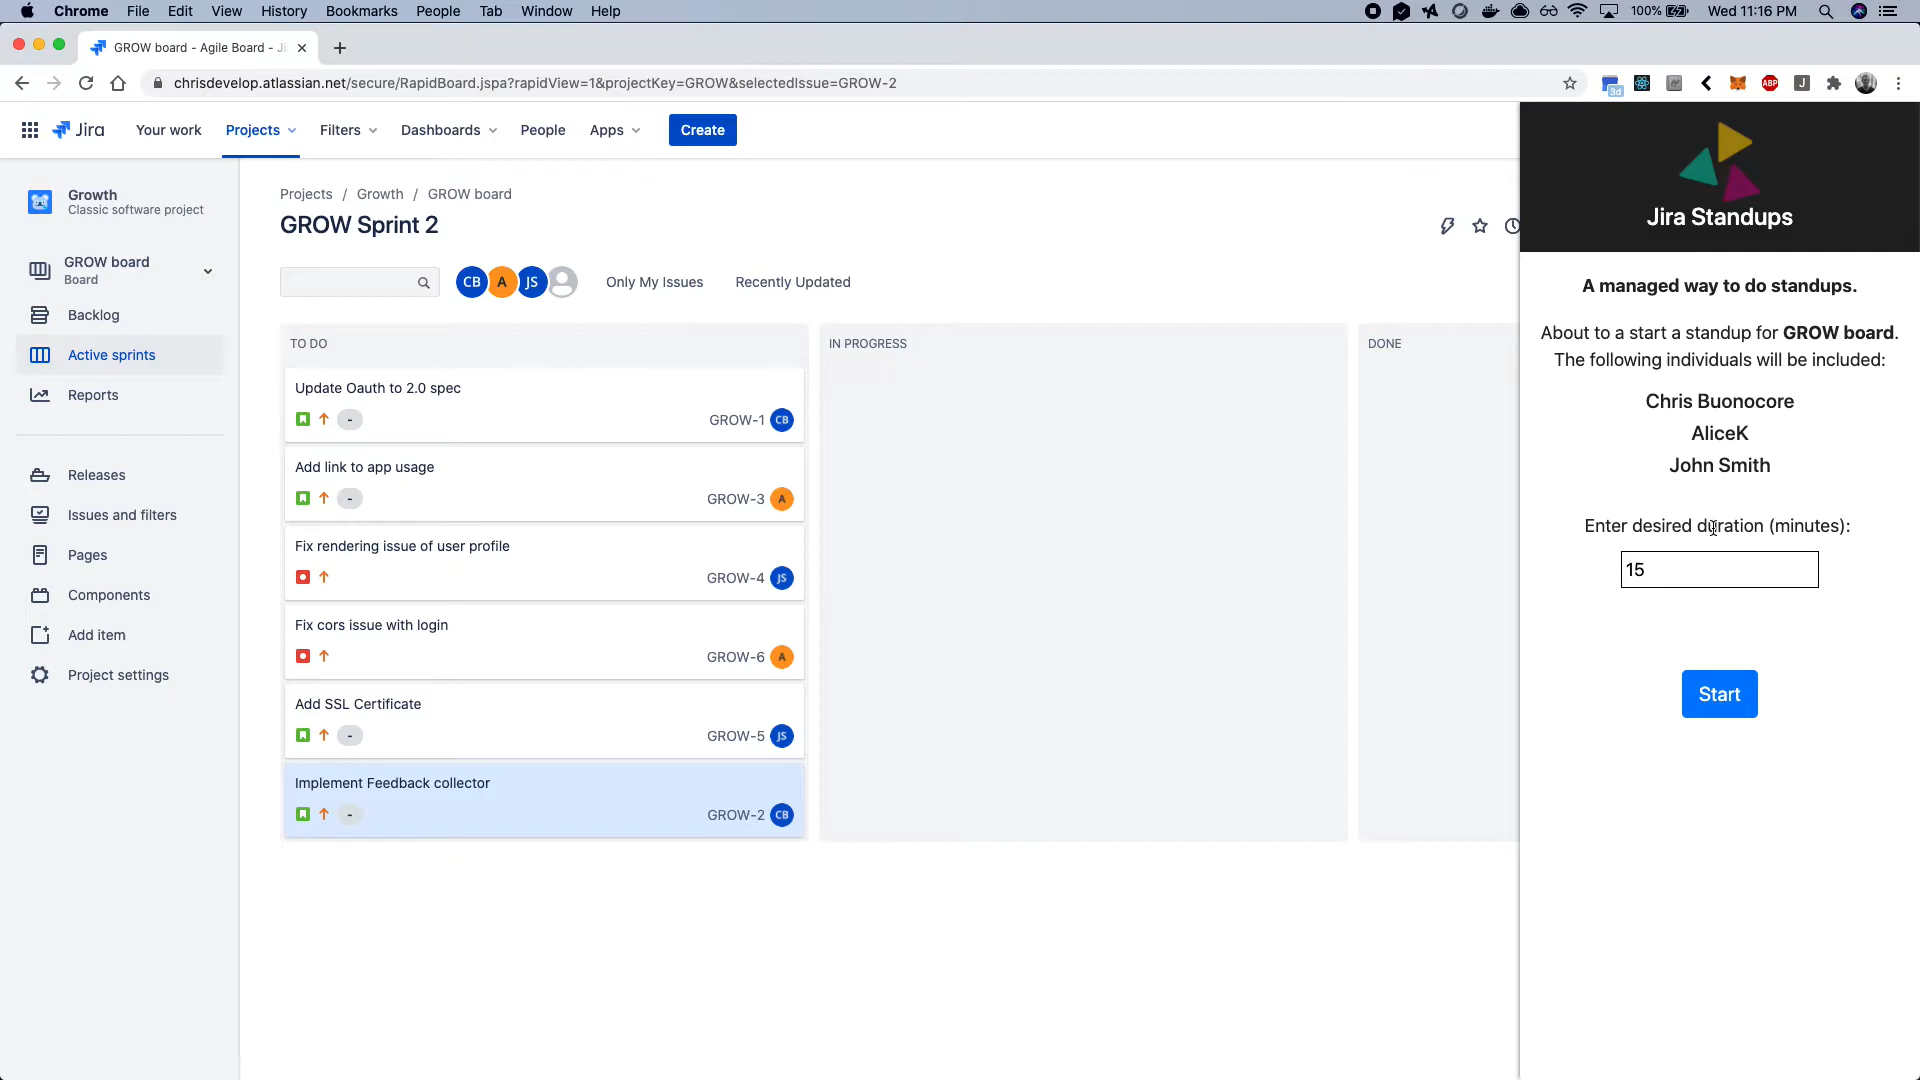 Chrome File Edit View History Bookmarks People Tab Window Help 100% Wed 11:16 PM
GROW board - Agile Board - Ji
chrisdevelop.atlassian.net/secure/RapidBoard.jspa?rapidView=1&projectKey=GROW&selectedIssue=GROW-2
3d
ABP
J
Jira Your work Projects Filters Dashboards People Apps Create
Growth
Classic software project
GROW board
Board
Backlog
Active sprints
Reports
Releases
Issues and filters
Pages
Components
Add item
Project settings
Projects / Growth / GROW board
GROW Sprint 2
CB A JS Only My Issues Recently Updated
TO DO
Update Oauth to 2.0 spec
- GROW-1 CB
Add link to app usage
- GROW-3 A
Fix rendering issue of user profile
GROW-4 JS
Fix cors issue with login
GROW-6 A
Add SSL Certificate
- GROW-5 JS
Implement Feedback collector
- GROW-2 CB
IN PROGRESS
DONE
Jira Standups
A managed way to do standups.
About to a start a standup for GROW board.
The following individuals will be included:
Chris Buonocore
AliceK
John Smith
Enter desired duration (minutes):
15
Start